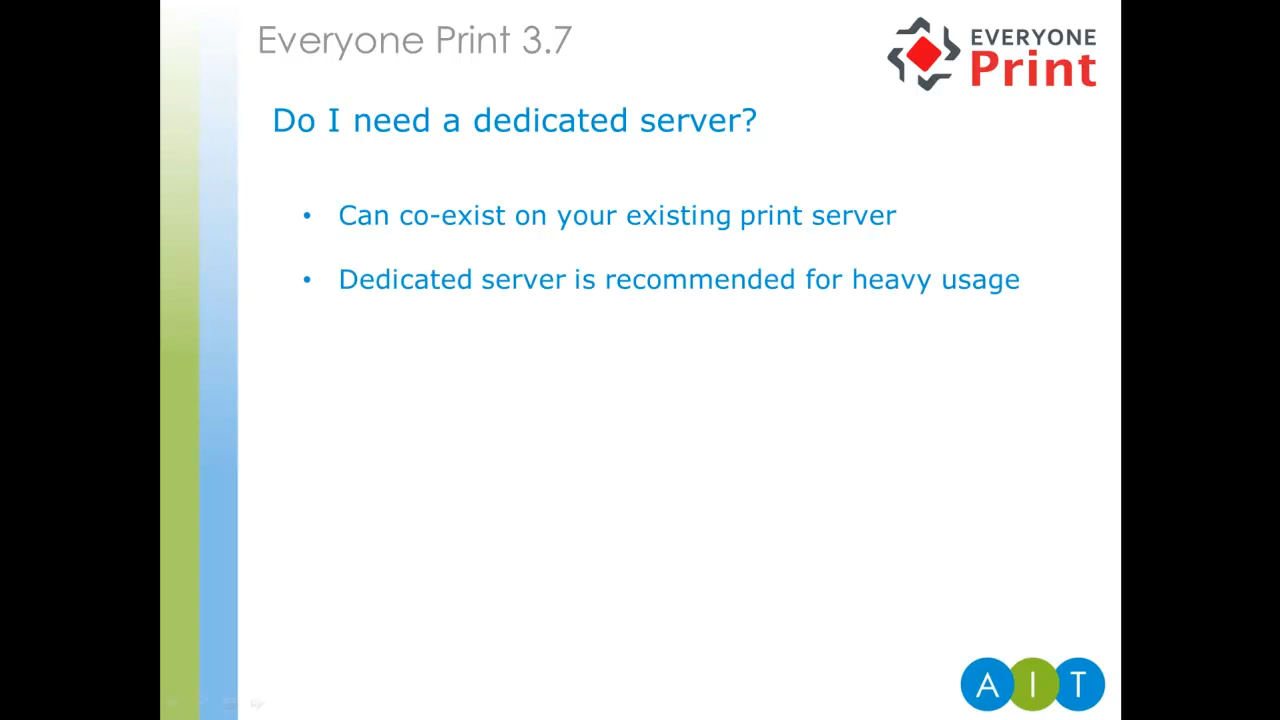 Everyone Print 3.7
EVERYONE
Print
Do I need a dedicated server?
• Can co-exist on your existing print server
• Dedicated server is recommended for heavy usage
A I T